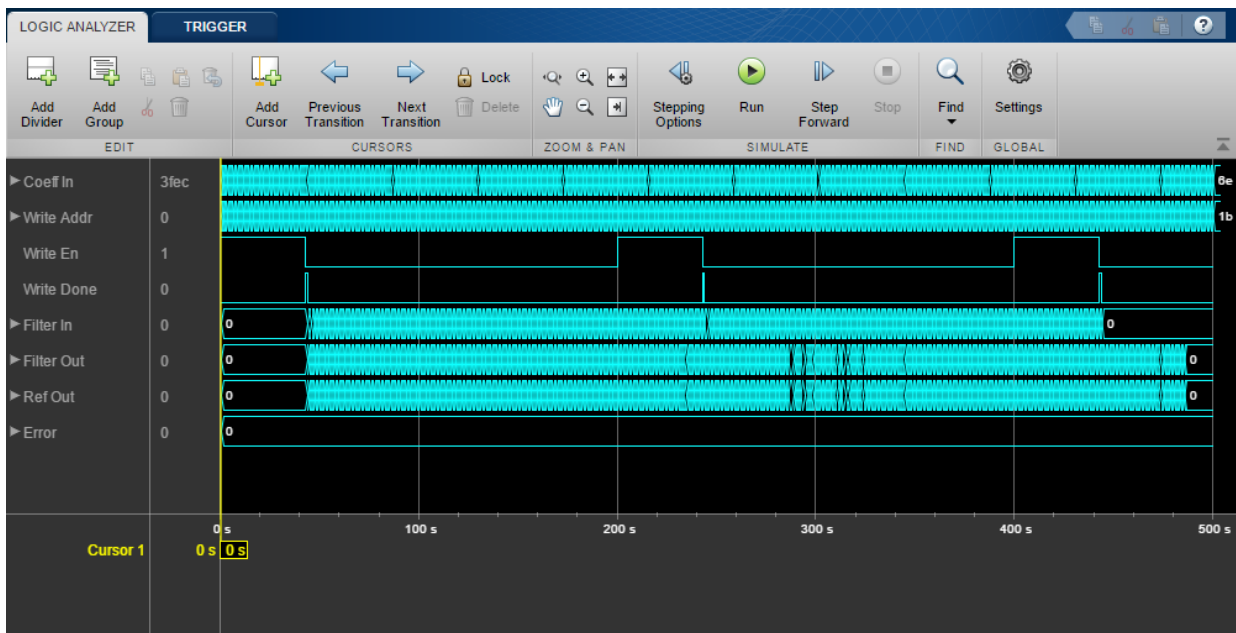 LOGIC ANALYZER TRIGGER
?
Lock
Delete
Add Divider
Add Group
Add Cursor
Previous Transition
Next Transition
Stepping Options
Run
Step Forward
Stop
Find
Settings
EDIT CURSORS ZOOM & PAN SIMULATE FIND GLOBAL
Coeff In 3fec 6e
Write Addr 0 1b
Write En 1
Write Done 0
Filter In 0 0 0
Filter Out 0 0 0
Ref Out 0 0 0
Error 0 0
0 s 100 s 200 s 300 s 400 s 500 s
Cursor 1 0 s 0 s